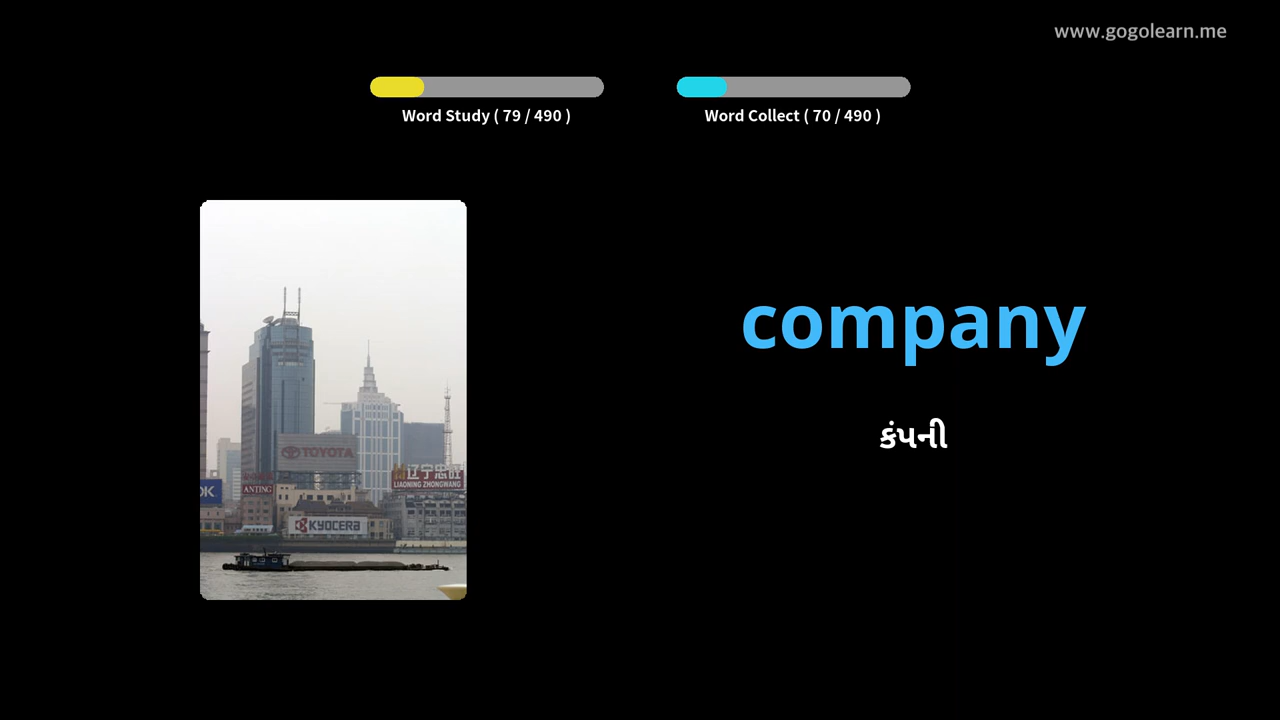 www.gogolearn.me
Word Study ( 79 / 490 )
Word Collect ( 70 / 490 )
company
કંપની
TOYOTA
辽宁忠旺
LIAONING ZHONGWANG
OK
ANTING
KYOCERA